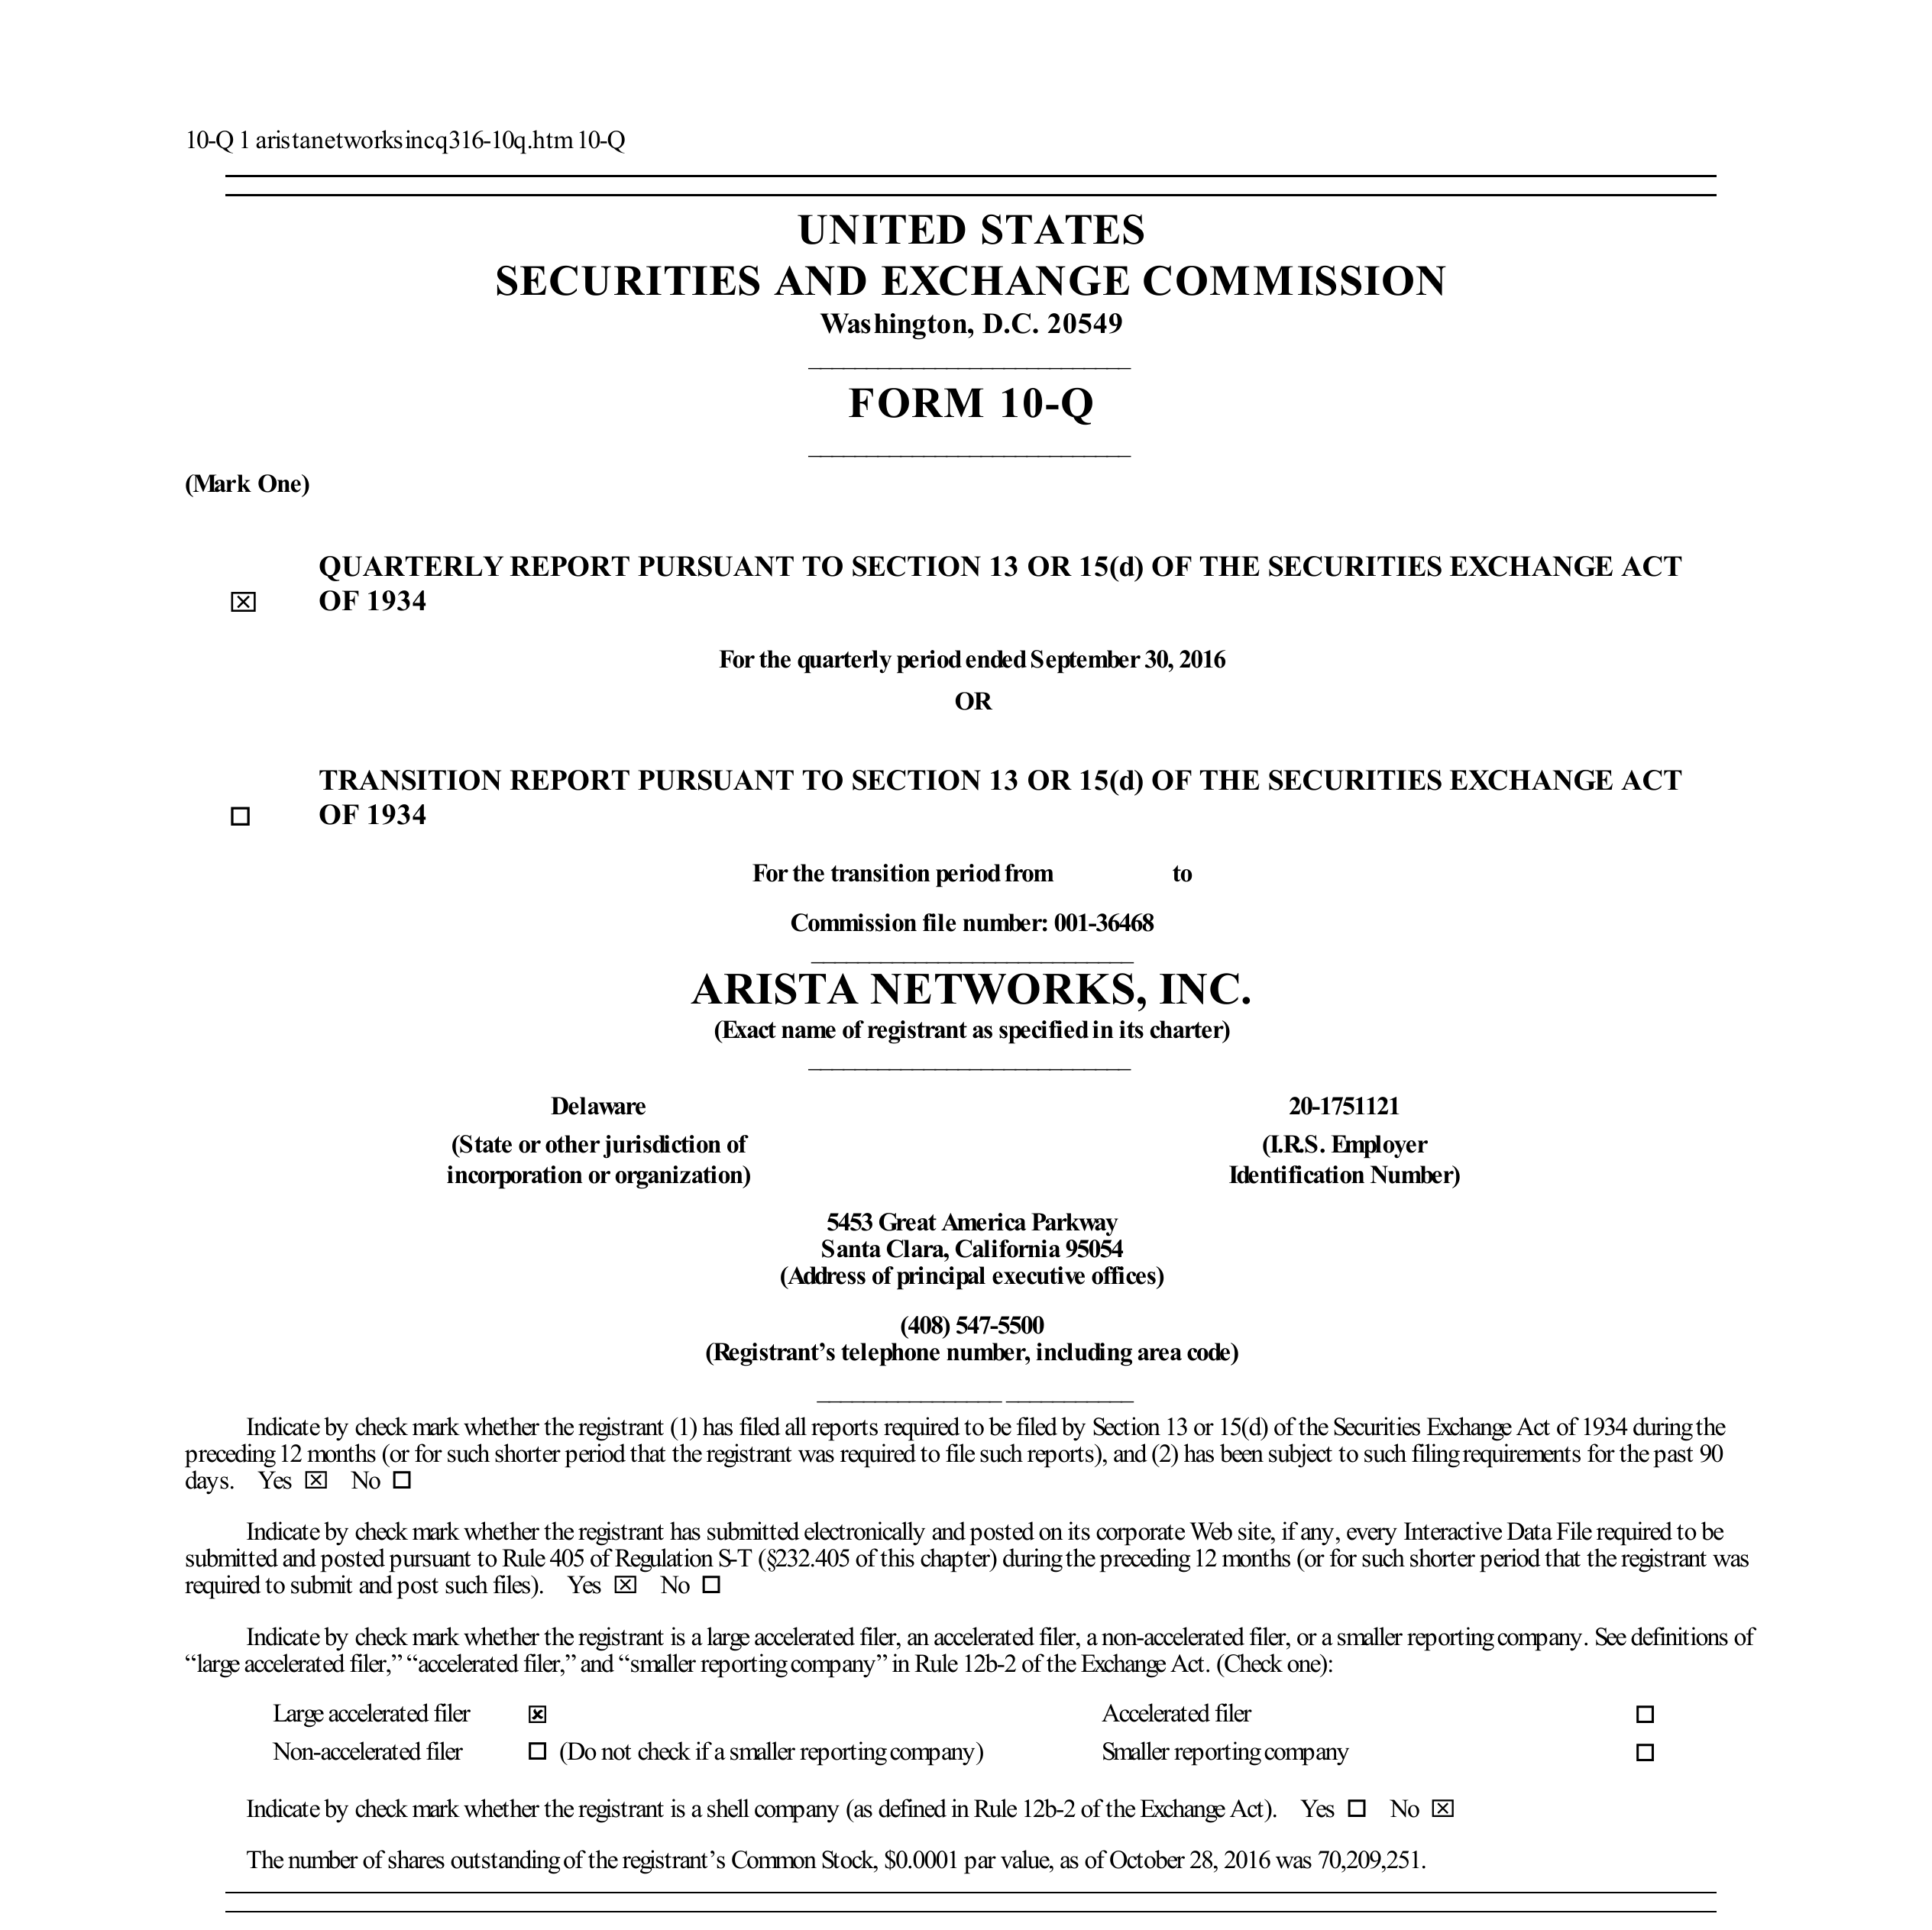 10-Q 1 aristanetworksincq316-10q.htm 10-Q
UNITED STATES
SECURITIES AND EXCHANGE COMMISSION
Washington, D.C. 20549
FORM 10-Q
(Mark One)
QUARTERLY REPORT PURSUANT TO SECTION 13 OR 15(d) OF THE SECURITIES EXCHANGE ACT
☒ OF 1934
For the quarterly period ended September 30, 2016
OR
TRANSITION REPORT PURSUANT TO SECTION 13 OR 15(d) OF THE SECURITIES EXCHANGE ACT
☐ OF 1934
For the transition period from to
Commission file number: 001-36468
ARISTA NETWORKS, INC.
(Exact name of registrant as specified in its charter)
Delaware 20-1751121
(State or other jurisdiction of (I.R.S. Employer
incorporation or organization) Identification Number)
5453 Great America Parkway
Santa Clara, California 95054
(Address of principal executive offices)
(408) 547-5500
(Registrant’s telephone number, including area code)
Indicate by check mark whether the registrant (1) has filed all reports required to be filed by Section 13 or 15(d) of the Securities Exchange Act of 1934 during the
preceding 12 months (or for such shorter period that the registrant was required to file such reports), and (2) has been subject to such filing requirements for the past 90
days. Yes ☒ No ☐
Indicate by check mark whether the registrant has submitted electronically and posted on its corporate Web site, if any, every Interactive Data File required to be
submitted and posted pursuant to Rule 405 of Regulation S-T (§232.405 of this chapter) during the preceding 12 months (or for such shorter period that the registrant was
required to submit and post such files). Yes ☒ No ☐
Indicate by check mark whether the registrant is a large accelerated filer, an accelerated filer, a non-accelerated filer, or a smaller reporting company. See definitions of
“large accelerated filer,” “accelerated filer,” and “smaller reporting company” in Rule 12b-2 of the Exchange Act. (Check one):
Large accelerated filer ☒ Accelerated filer ☐
Non-accelerated filer ☐ (Do not check if a smaller reporting company) Smaller reporting company ☐
Indicate by check mark whether the registrant is a shell company (as defined in Rule 12b-2 of the Exchange Act). Yes ☐ No ☒
The number of shares outstanding of the registrant’s Common Stock, $0.0001 par value, as of October 28, 2016 was 70,209,251.